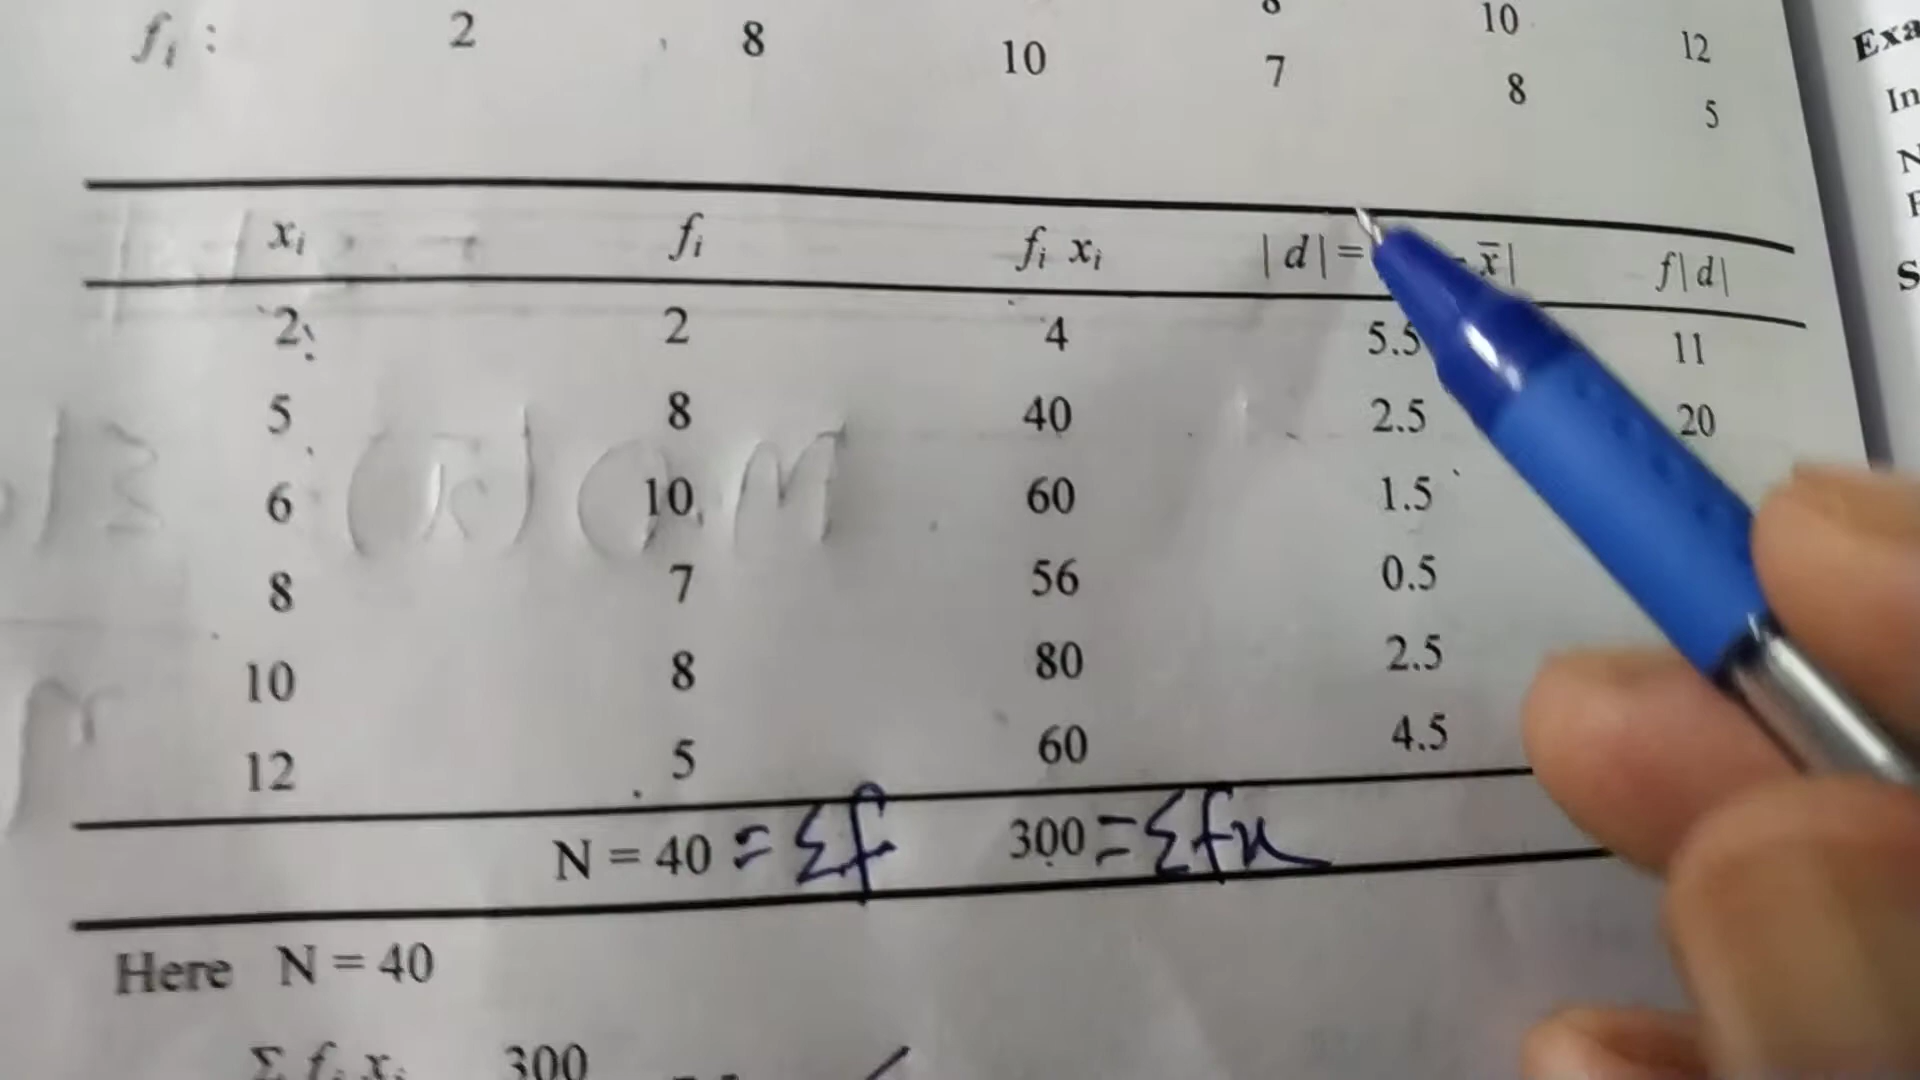 10 12
fi : 2 8 10 7 8 5
xi fi fi xi |d|= - x̄| f|d|
2 2 4 5.5 11
5 8 40 2.5 20
6 10 60 1.5
8 7 56 0.5
10 8 80 2.5
12 5 60 4.5
N = 40 = Σf 300 = Σfx
Here N = 40
Σ fi xi 300
Exa
In
N
S